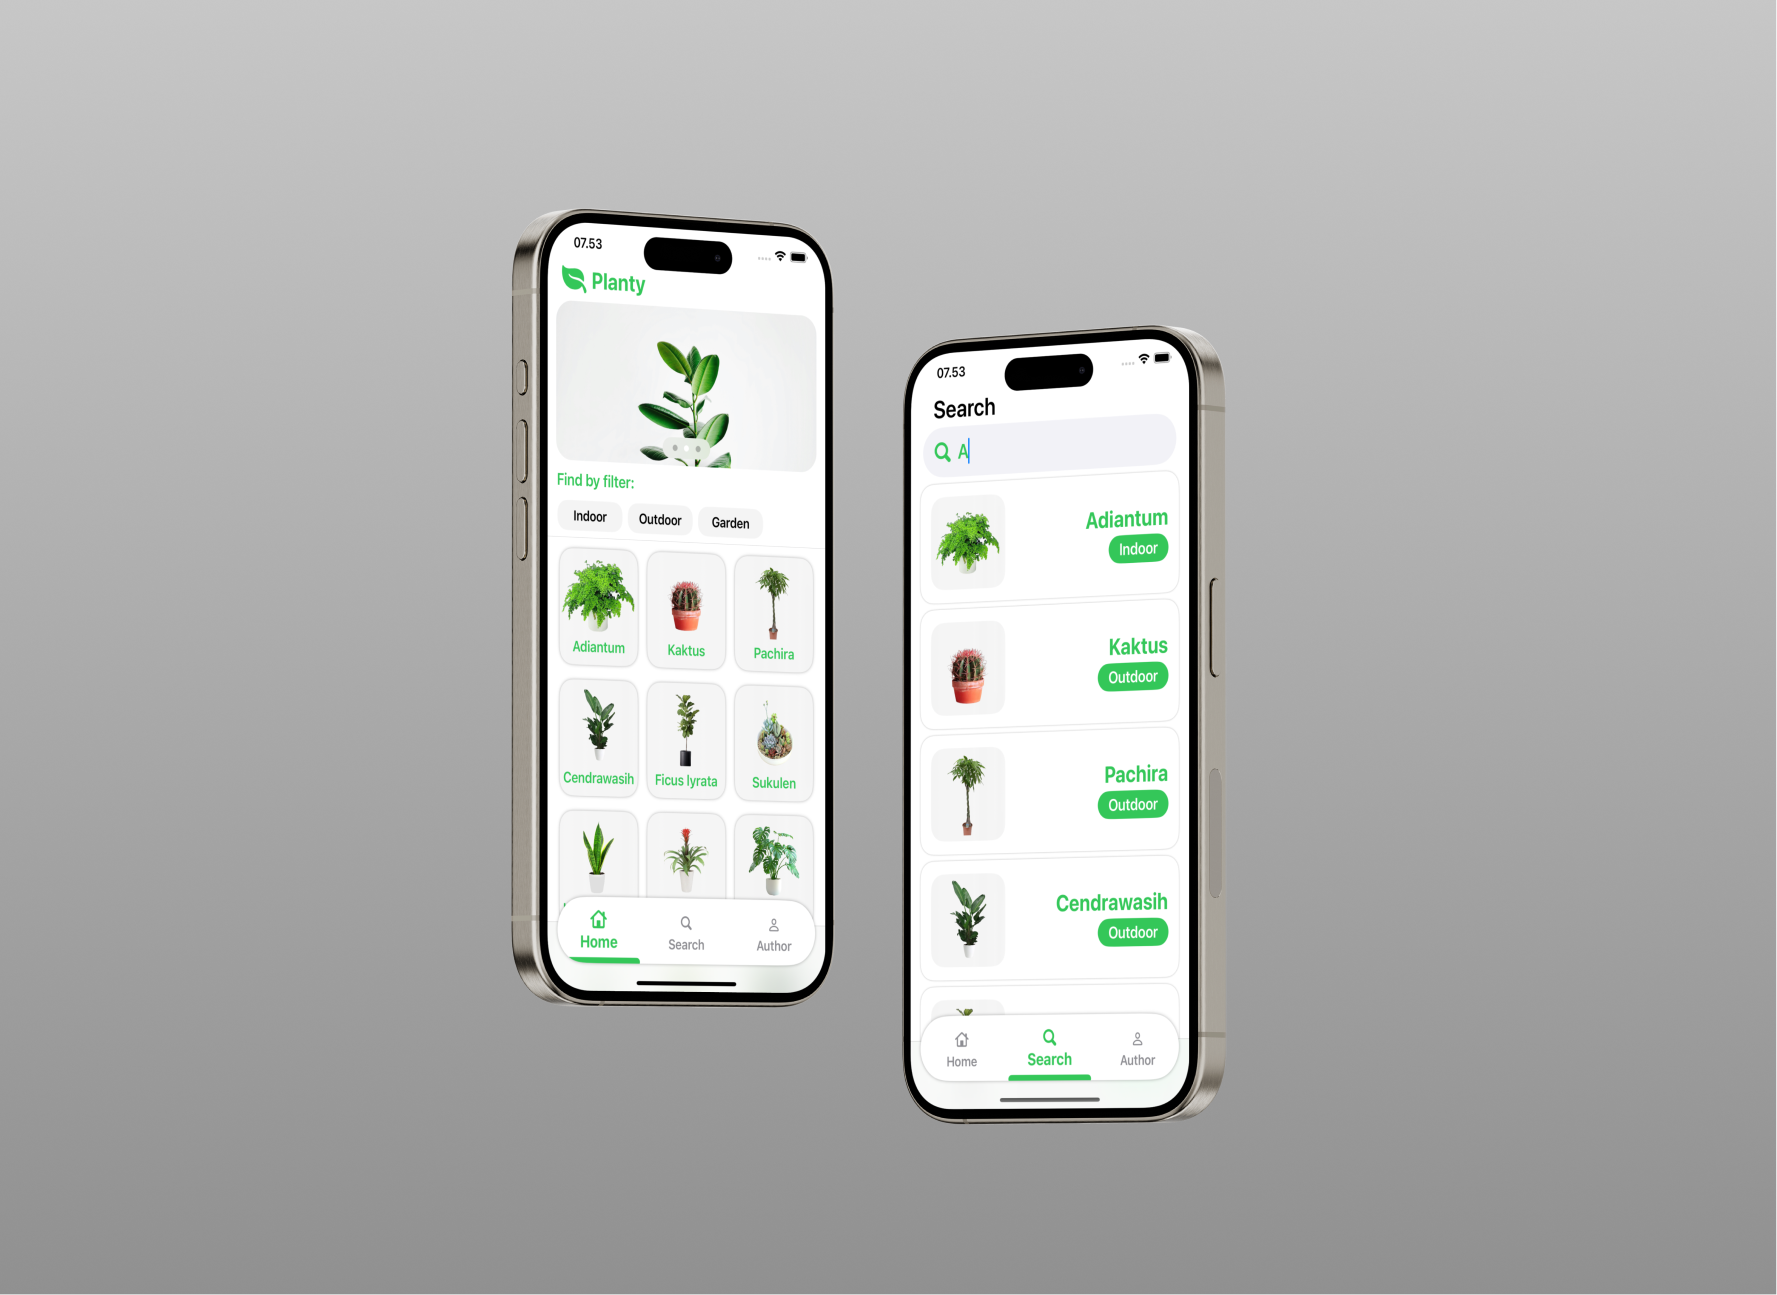 07.53
Planty
Find by filter:
Indoor Outdoor Garden
Adiantum Kaktus Pachira
Cendrawasih Ficus lyrata Sukulen
Home Search Author
07.53
Search
A
Adiantum
Indoor
Kaktus
Outdoor
Pachira
Outdoor
Cendrawasih
Outdoor
Home Search Author